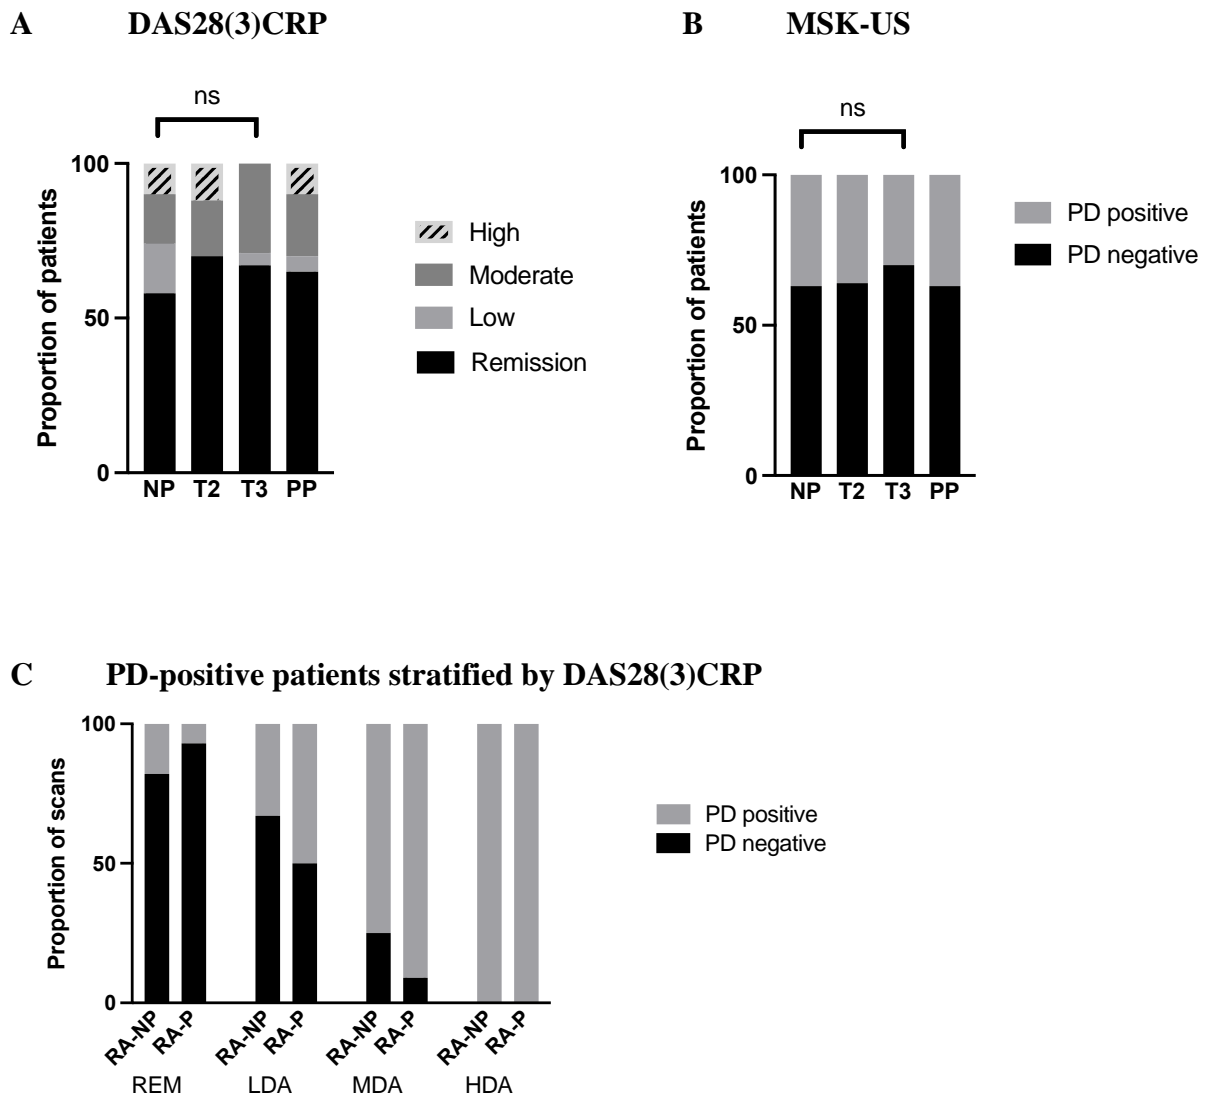 A DAS28(3)CRP
ns
100
50
0
Proportion of patients
NP T2 T3 PP
High
Moderate
Low
Remission
B MSK-US
ns
100
50
0
Proportion of patients
NP T2 T3 PP
PD positive
PD negative
C PD-positive patients stratified by DAS28(3)CRP
100
50
0
Proportion of scans
RA-NP RA-P RA-NP RA-P RA-NP RA-P RA-NP RA-P
REM LDA MDA HDA
PD positive
PD negative